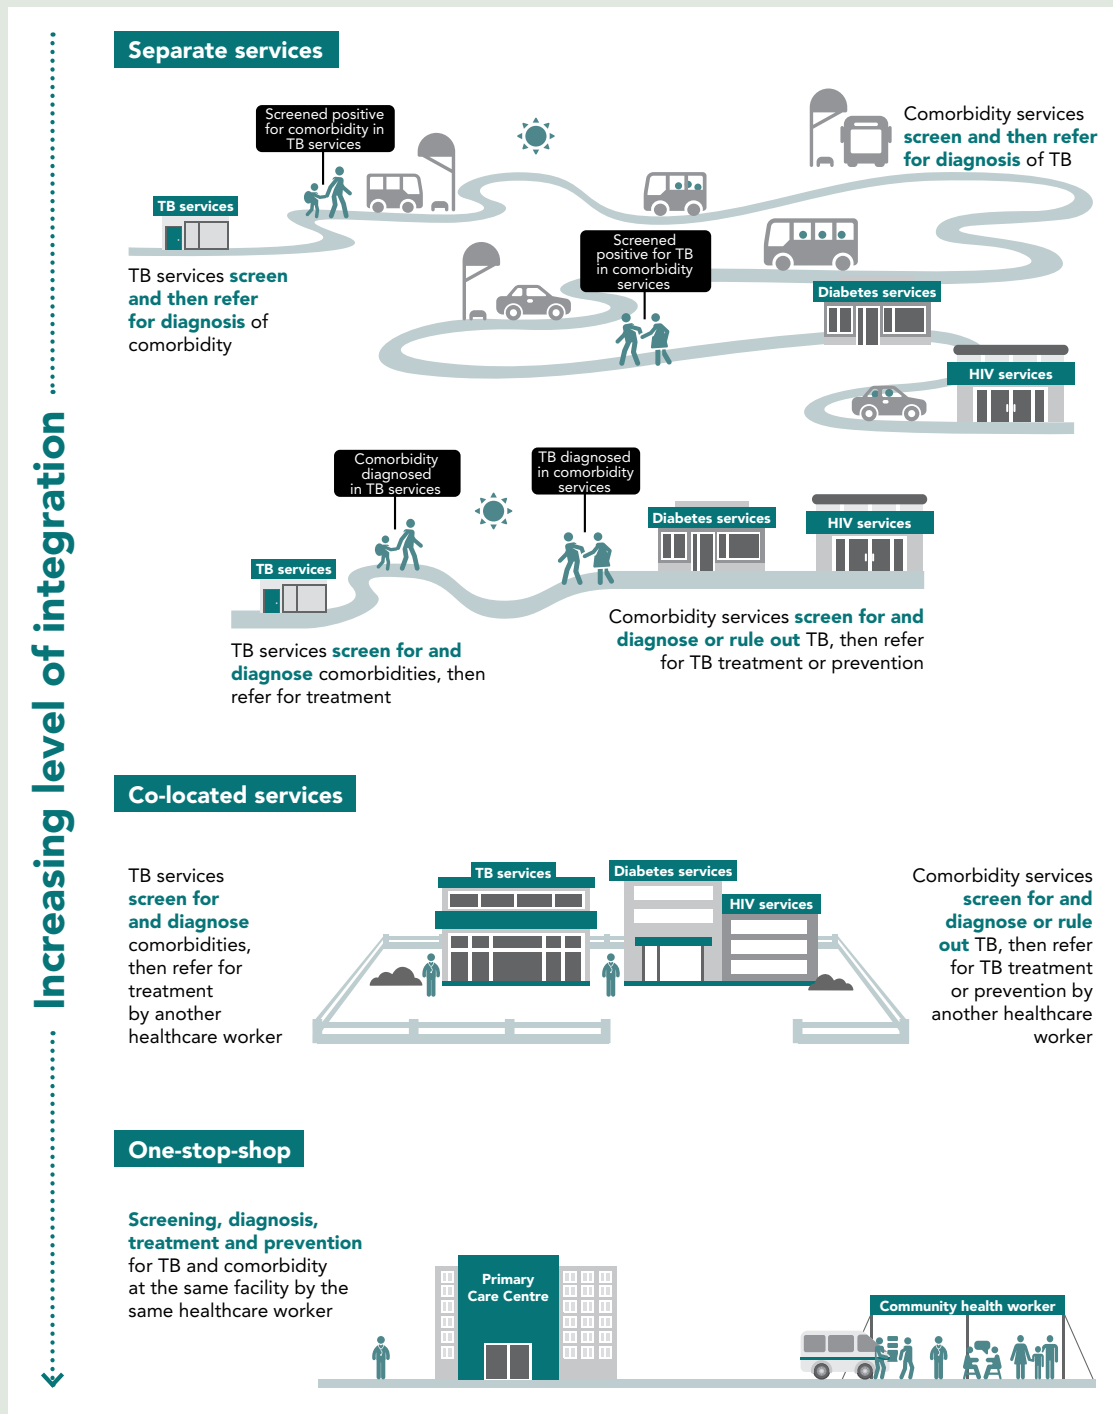 Increasing level of integration
Separate services
Screened positive
for comorbidity in
TB services
Comorbidity services
screen and then refer
for diagnosis of TB
TB services
TB services screen
and then refer
for diagnosis of
comorbidity
Screened
positive for TB
in comorbidity
services
Diabetes services
HIV services
Comorbidity
diagnosed
in TB services
TB diagnosed
in comorbidity
services
Diabetes services
HIV services
TB services
TB services screen for and
diagnose comorbidities, then
refer for treatment
Comorbidity services screen for and
diagnose or rule out TB, then refer
for TB treatment or prevention
Co-located services
TB services
screen for
and diagnose
comorbidities,
then refer for
treatment
by another
healthcare worker
TB services
Diabetes services
HIV services
Comorbidity services
screen for and
diagnose or rule
out TB, then refer
for TB treatment
or prevention by
another healthcare
worker
One-stop-shop
Screening, diagnosis,
treatment and prevention
for TB and comorbidity
at the same facility by the
same healthcare worker
Primary
Care Centre
Community health worker